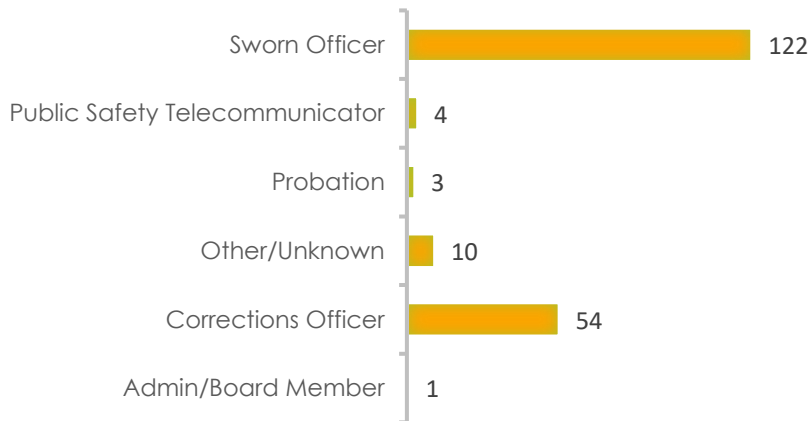 Sworn Officer 122
Public Safety Telecommunicator 4
Probation 3
Other/Unknown 10
Corrections Officer 54
Admin/Board Member 1